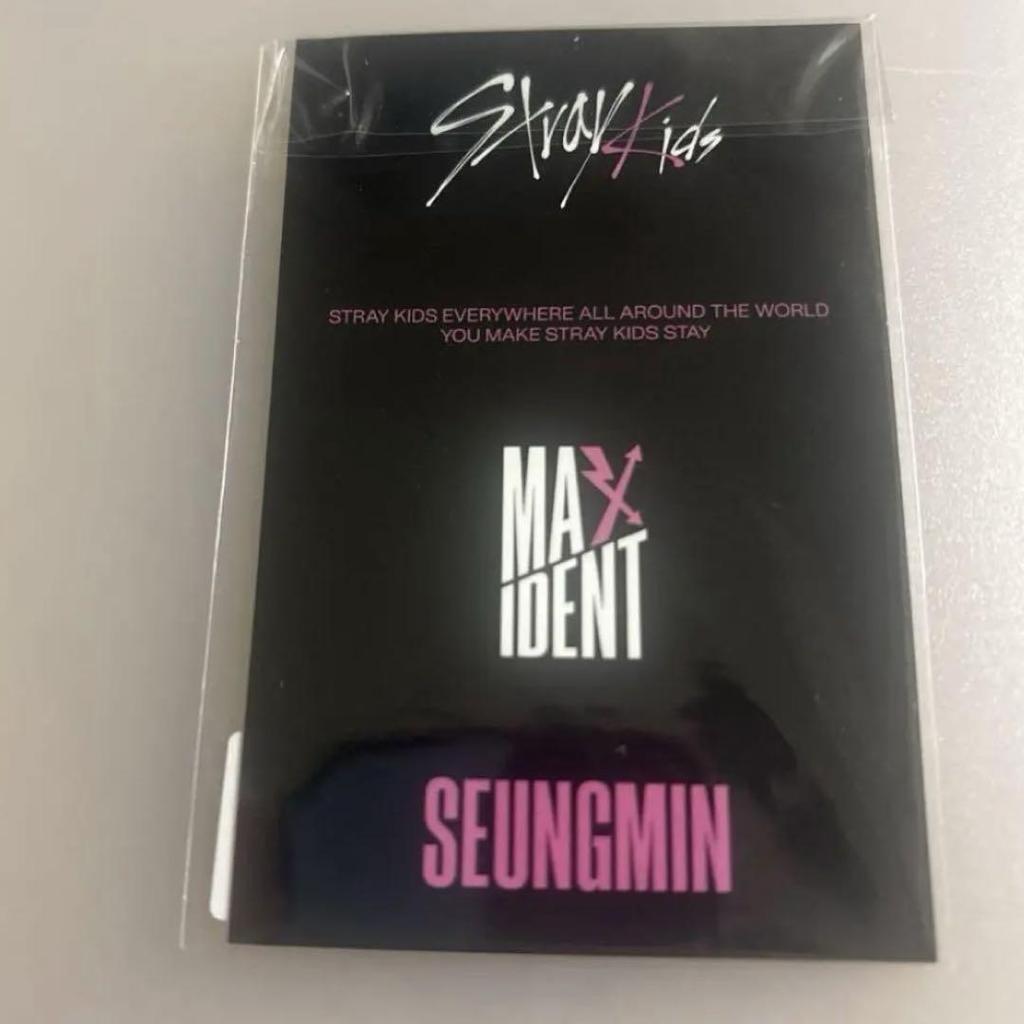 Stray Kids
STRAY KIDS EVERYWHERE ALL AROUND THE WORLD
YOU MAKE STRAY KIDS STAY
MAX
IDENT
SEUNGMIN